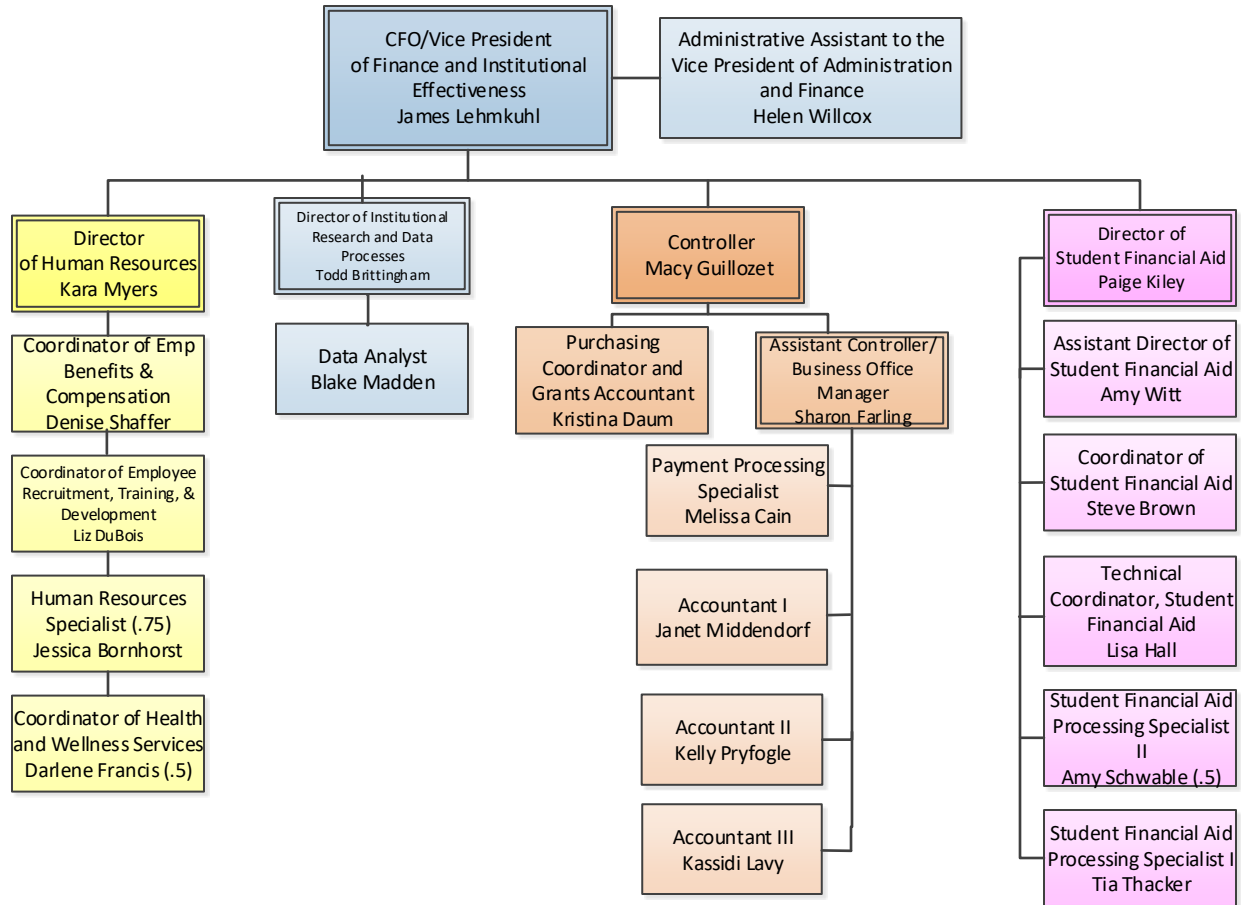 CFO/Vice President
of Finance and Institutional
Effectiveness
James Lehmkuhl
Administrative Assistant to the
Vice President of Administration
and Finance
Helen Willcox
Director
of Human Resources
Kara Myers
Coordinator of Emp
Benefits &
Compensation
Denise Shaffer
Coordinator of Employee
Recruitment, Training, &
Development
Liz DuBois
Human Resources
Specialist (.75)
Jessica Bornhorst
Coordinator of Health
and Wellness Services
Darlene Francis (.5)
Director of Institutional
Research and Data
Processes
Todd Brittingham
Data Analyst
Blake Madden
Controller
Macy Guillozet
Purchasing
Coordinator and
Grants Accountant
Kristina Daum
Assistant Controller/
Business Office
Manager
Sharon Farling
Payment Processing
Specialist
Melissa Cain
Accountant I
Janet Middendorf
Accountant II
Kelly Pryfogle
Accountant III
Kassidi Lavy
Director of
Student Financial Aid
Paige Kiley
Assistant Director of
Student Financial Aid
Amy Witt
Coordinator of
Student Financial Aid
Steve Brown
Technical
Coordinator, Student
Financial Aid
Lisa Hall
Student Financial Aid
Processing Specialist
II
Amy Schwable (.5)
Student Financial Aid
Processing Specialist I
Tia Thacker